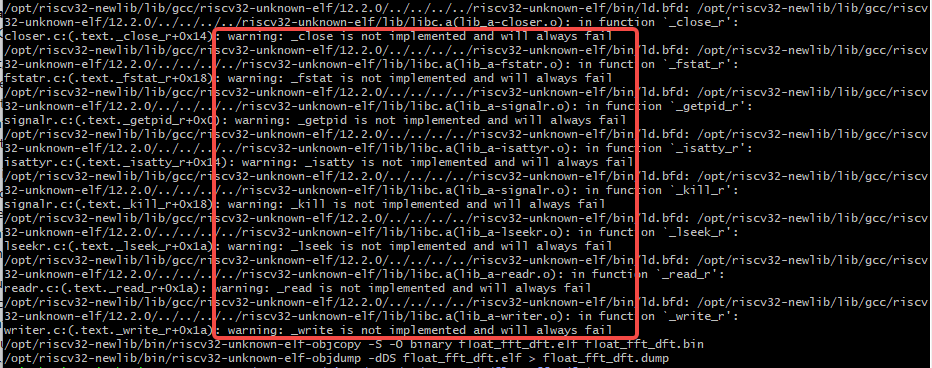 /opt/riscv32-newlib/lib/gcc/riscv32-unknown-elf/12.2.0/../../../../riscv32-unknown-elf/bin/ld.bfd: /opt/riscv32-newlib/lib/gcc/riscv
32-unknown-elf/12.2.0/../../../../riscv32-unknown-elf/lib/libc.a(lib_a-closer.o): in function `_close_r':
closer.c:(.text._close_r+0x14): warning: _close is not implemented and will always fail
/opt/riscv32-newlib/lib/gcc/riscv32-unknown-elf/12.2.0/../../../../riscv32-unknown-elf/bin/ld.bfd: /opt/riscv32-newlib/lib/gcc/riscv
32-unknown-elf/12.2.0/../../../../riscv32-unknown-elf/lib/libc.a(lib_a-fstatr.o): in function `_fstat_r':
fstatr.c:(.text._fstat_r+0x18): warning: _fstat is not implemented and will always fail
/opt/riscv32-newlib/lib/gcc/riscv32-unknown-elf/12.2.0/../../../../riscv32-unknown-elf/bin/ld.bfd: /opt/riscv32-newlib/lib/gcc/riscv
32-unknown-elf/12.2.0/../../../../riscv32-unknown-elf/lib/libc.a(lib_a-signalr.o): in function `_getpid_r':
signalr.c:(.text._getpid_r+0x0): warning: _getpid is not implemented and will always fail
/opt/riscv32-newlib/lib/gcc/riscv32-unknown-elf/12.2.0/../../../../riscv32-unknown-elf/bin/ld.bfd: /opt/riscv32-newlib/lib/gcc/riscv
32-unknown-elf/12.2.0/../../../../riscv32-unknown-elf/lib/libc.a(lib_a-isattyr.o): in function `_isatty_r':
isattyr.c:(.text._isatty_r+0x14): warning: _isatty is not implemented and will always fail
/opt/riscv32-newlib/lib/gcc/riscv32-unknown-elf/12.2.0/../../../../riscv32-unknown-elf/bin/ld.bfd: /opt/riscv32-newlib/lib/gcc/riscv
32-unknown-elf/12.2.0/../../../../riscv32-unknown-elf/lib/libc.a(lib_a-signalr.o): in function `_kill_r':
signalr.c:(.text._kill_r+0x18): warning: _kill is not implemented and will always fail
/opt/riscv32-newlib/lib/gcc/riscv32-unknown-elf/12.2.0/../../../../riscv32-unknown-elf/bin/ld.bfd: /opt/riscv32-newlib/lib/gcc/riscv
32-unknown-elf/12.2.0/../../../../riscv32-unknown-elf/lib/libc.a(lib_a-lseekr.o): in function `_lseek_r':
lseekr.c:(.text._lseek_r+0x1a): warning: _lseek is not implemented and will always fail
/opt/riscv32-newlib/lib/gcc/riscv32-unknown-elf/12.2.0/../../../../riscv32-unknown-elf/bin/ld.bfd: /opt/riscv32-newlib/lib/gcc/riscv
32-unknown-elf/12.2.0/../../../../riscv32-unknown-elf/lib/libc.a(lib_a-readr.o): in function `_read_r':
readr.c:(.text._read_r+0x1a): warning: _read is not implemented and will always fail
/opt/riscv32-newlib/lib/gcc/riscv32-unknown-elf/12.2.0/../../../../riscv32-unknown-elf/bin/ld.bfd: /opt/riscv32-newlib/lib/gcc/riscv
32-unknown-elf/12.2.0/../../../../riscv32-unknown-elf/lib/libc.a(lib_a-writer.o): in function `_write_r':
writer.c:(.text._write_r+0x1a): warning: _write is not implemented and will always fail
/opt/riscv32-newlib/bin/riscv32-unknown-elf-objcopy -S -O binary float_fft_dft.elf float_fft_dft.bin
/opt/riscv32-newlib/bin/riscv32-unknown-elf-objdump -dDS float_fft_dft.elf > float_fft_dft.dump